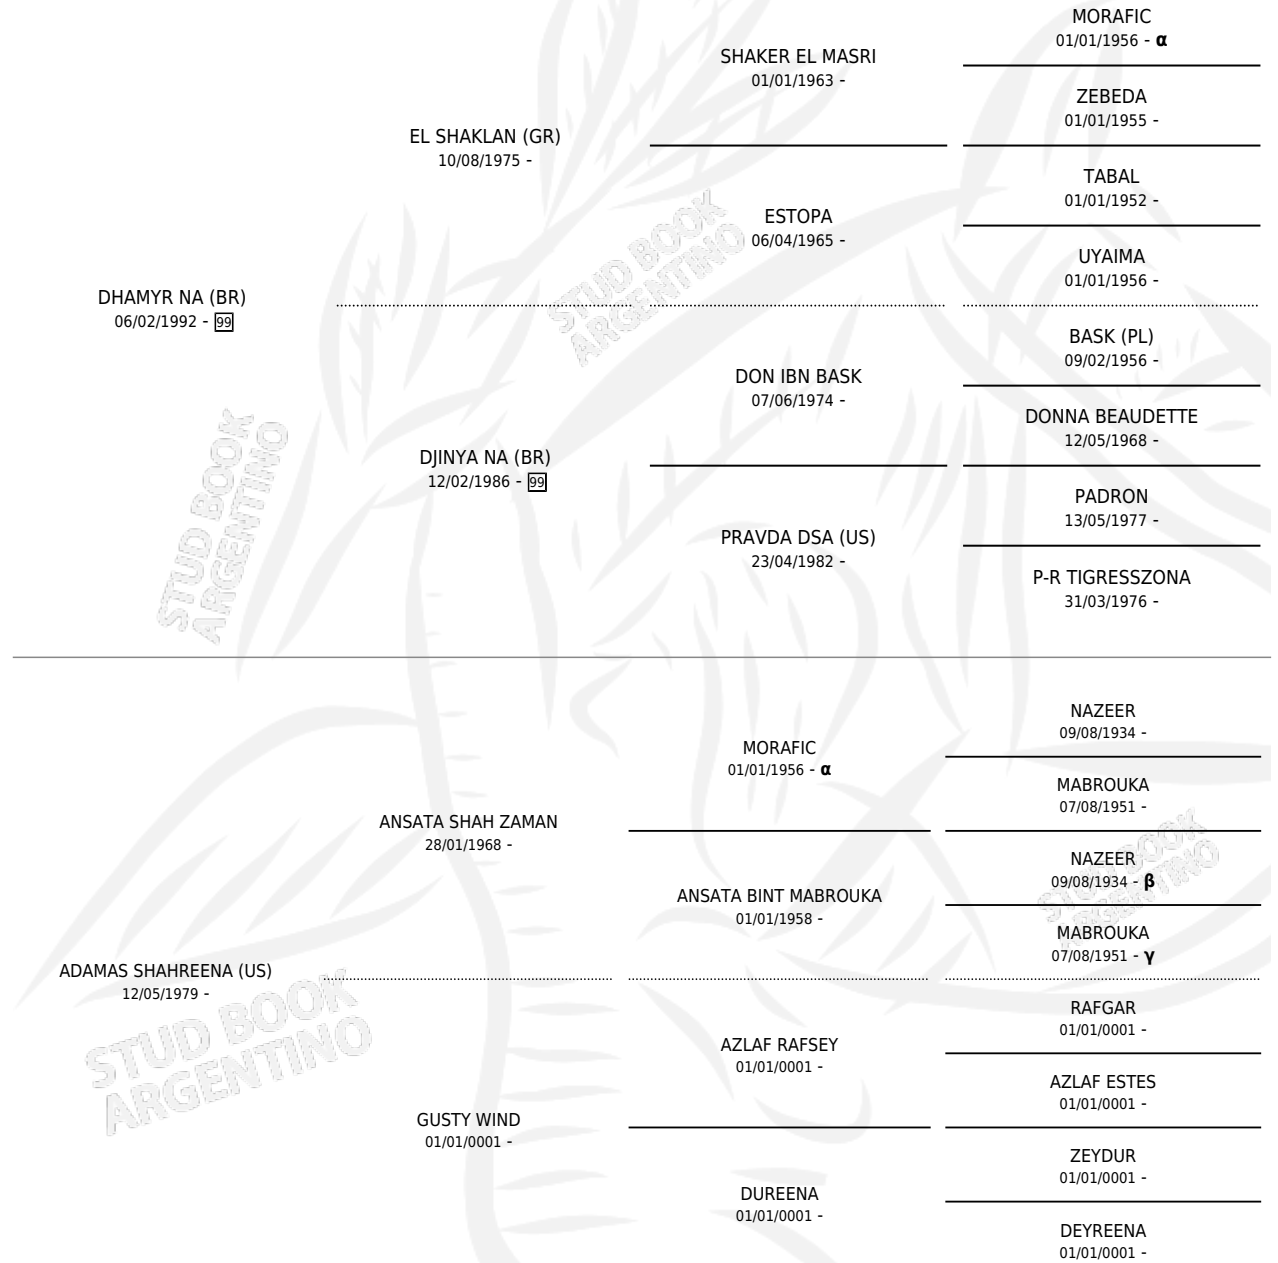 MORAFIC
01/01/1956 - α
SHAKER EL MASRI
01/01/1963 -
ZEBEDA
01/01/1955 -
EL SHAKLAN (GR)
10/08/1975 -
TABAL
01/01/1952 -
ESTOPA
06/04/1965 -
UYAIMA
01/01/1956 -
DHAMYR NA (BR)
06/02/1992 - 99
BASK (PL)
09/02/1956 -
DON IBN BASK
07/06/1974 -
DONNA BEAUDETTE
12/05/1968 -
DJINYA NA (BR)
12/02/1986 - 99
PADRON
13/05/1977 -
PRAVDA DSA (US)
23/04/1982 -
P-R TIGRESSZONA
31/03/1976 -
NAZEER
09/08/1934 -
MORAFIC
01/01/1956 - α
MABROUKA
07/08/1951 -
ANSATA SHAH ZAMAN
28/01/1968 -
NAZEER
09/08/1934 - β
ANSATA BINT MABROUKA
01/01/1958 -
MABROUKA
07/08/1951 - γ
ADAMAS SHAHREENA (US)
12/05/1979 -
RAFGAR
01/01/0001 -
AZLAF RAFSEY
01/01/0001 -
AZLAF ESTES
01/01/0001 -
GUSTY WIND
01/01/0001 -
ZEYDUR
01/01/0001 -
DUREENA
01/01/0001 -
DEYREENA
01/01/0001 -
STUD BOOK
ARGENTINO
STUD BOOK
ARGENTINO
STUD BOOK
ARGENTINO
STUD BOOK
ARGENTINO